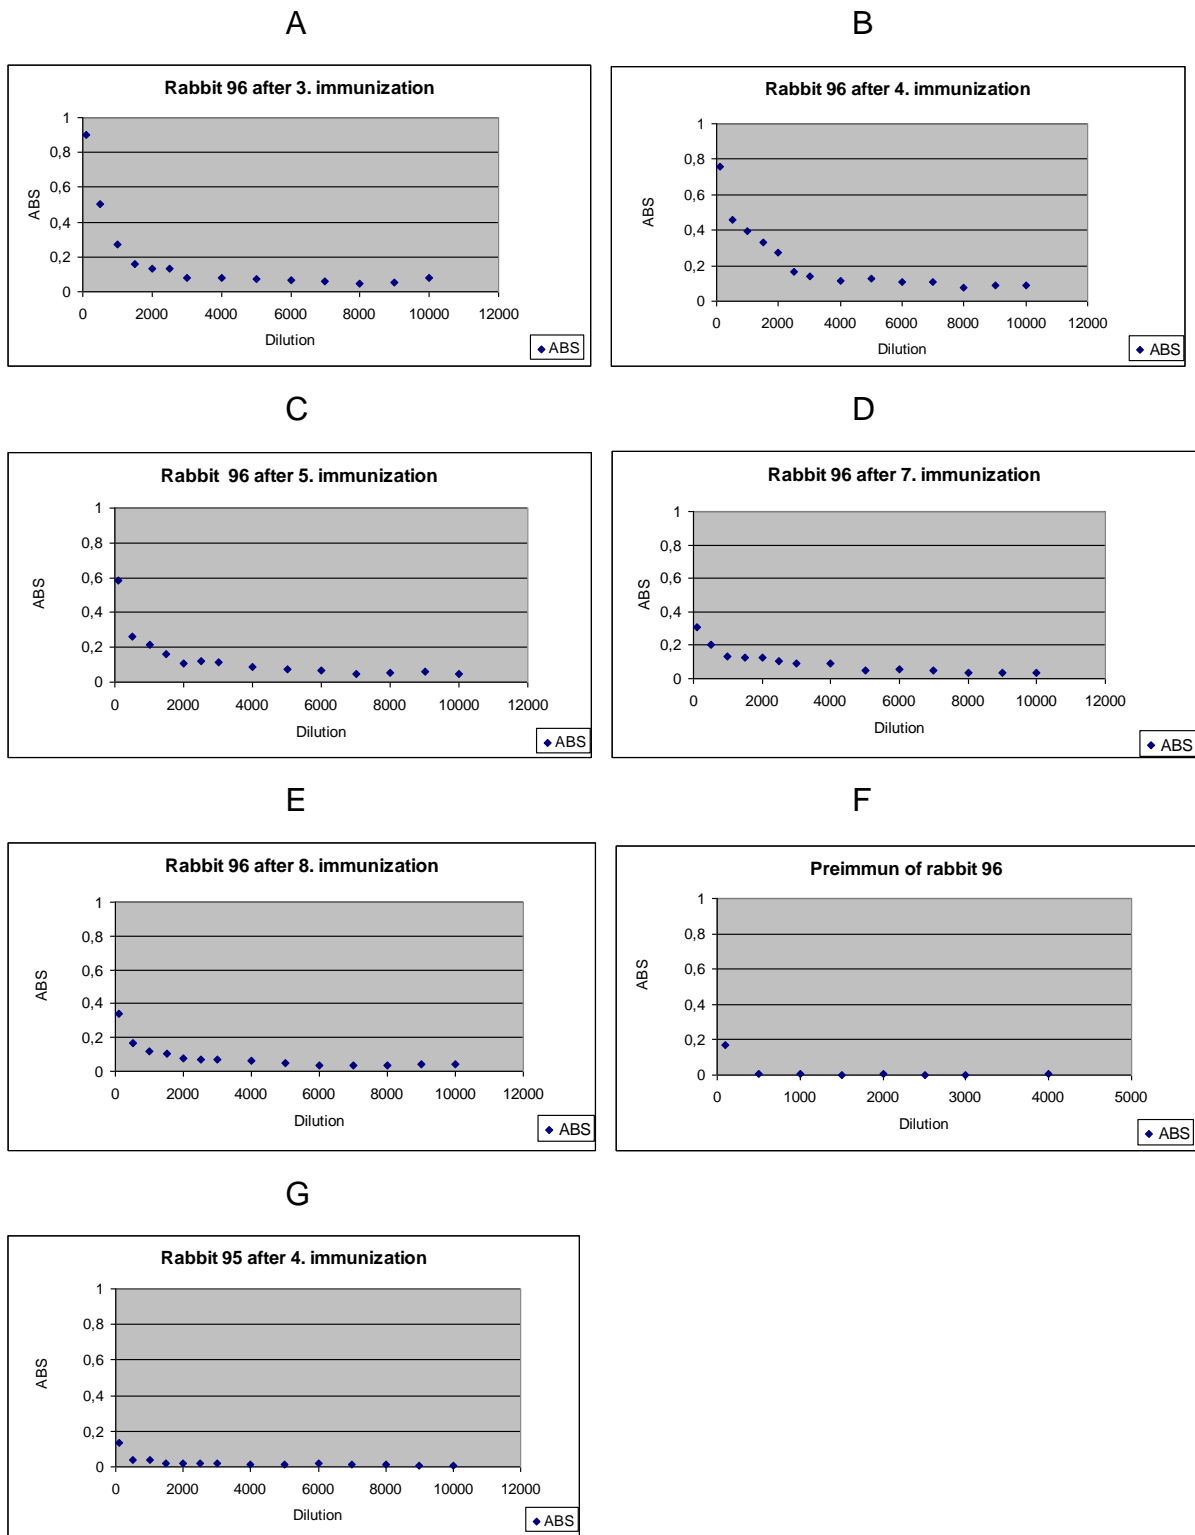 A
B
Rabbit 96 after 3. immunization
1
0,8
0,6
0,4
0,2
0
ABS
0 2000 4000 6000 8000 10000 12000
Dilution
ABS
Rabbit 96 after 4. immunization
1
0,8
0,6
0,4
0,2
0
ABS
0 2000 4000 6000 8000 10000 12000
Dilution
ABS
C
D
Rabbit 96 after 5. immunization
1
0,8
0,6
0,4
0,2
0
ABS
0 2000 4000 6000 8000 10000 12000
Dilution
ABS
Rabbit 96 after 7. immunization
1
0,8
0,6
0,4
0,2
0
ABS
0 2000 4000 6000 8000 10000 12000
Dilution
ABS
E
F
Rabbit 96 after 8. immunization
1
0,8
0,6
0,4
0,2
0
ABS
0 2000 4000 6000 8000 10000 12000
Dilution
ABS
Preimmun of rabbit 96
1
0,8
0,6
0,4
0,2
0
ABS
0 1000 2000 3000 4000 5000
Dilution
ABS
G
Rabbit 95 after 4. immunization
1
0,8
0,6
0,4
0,2
0
ABS
0 2000 4000 6000 8000 10000 12000
Dilution
ABS